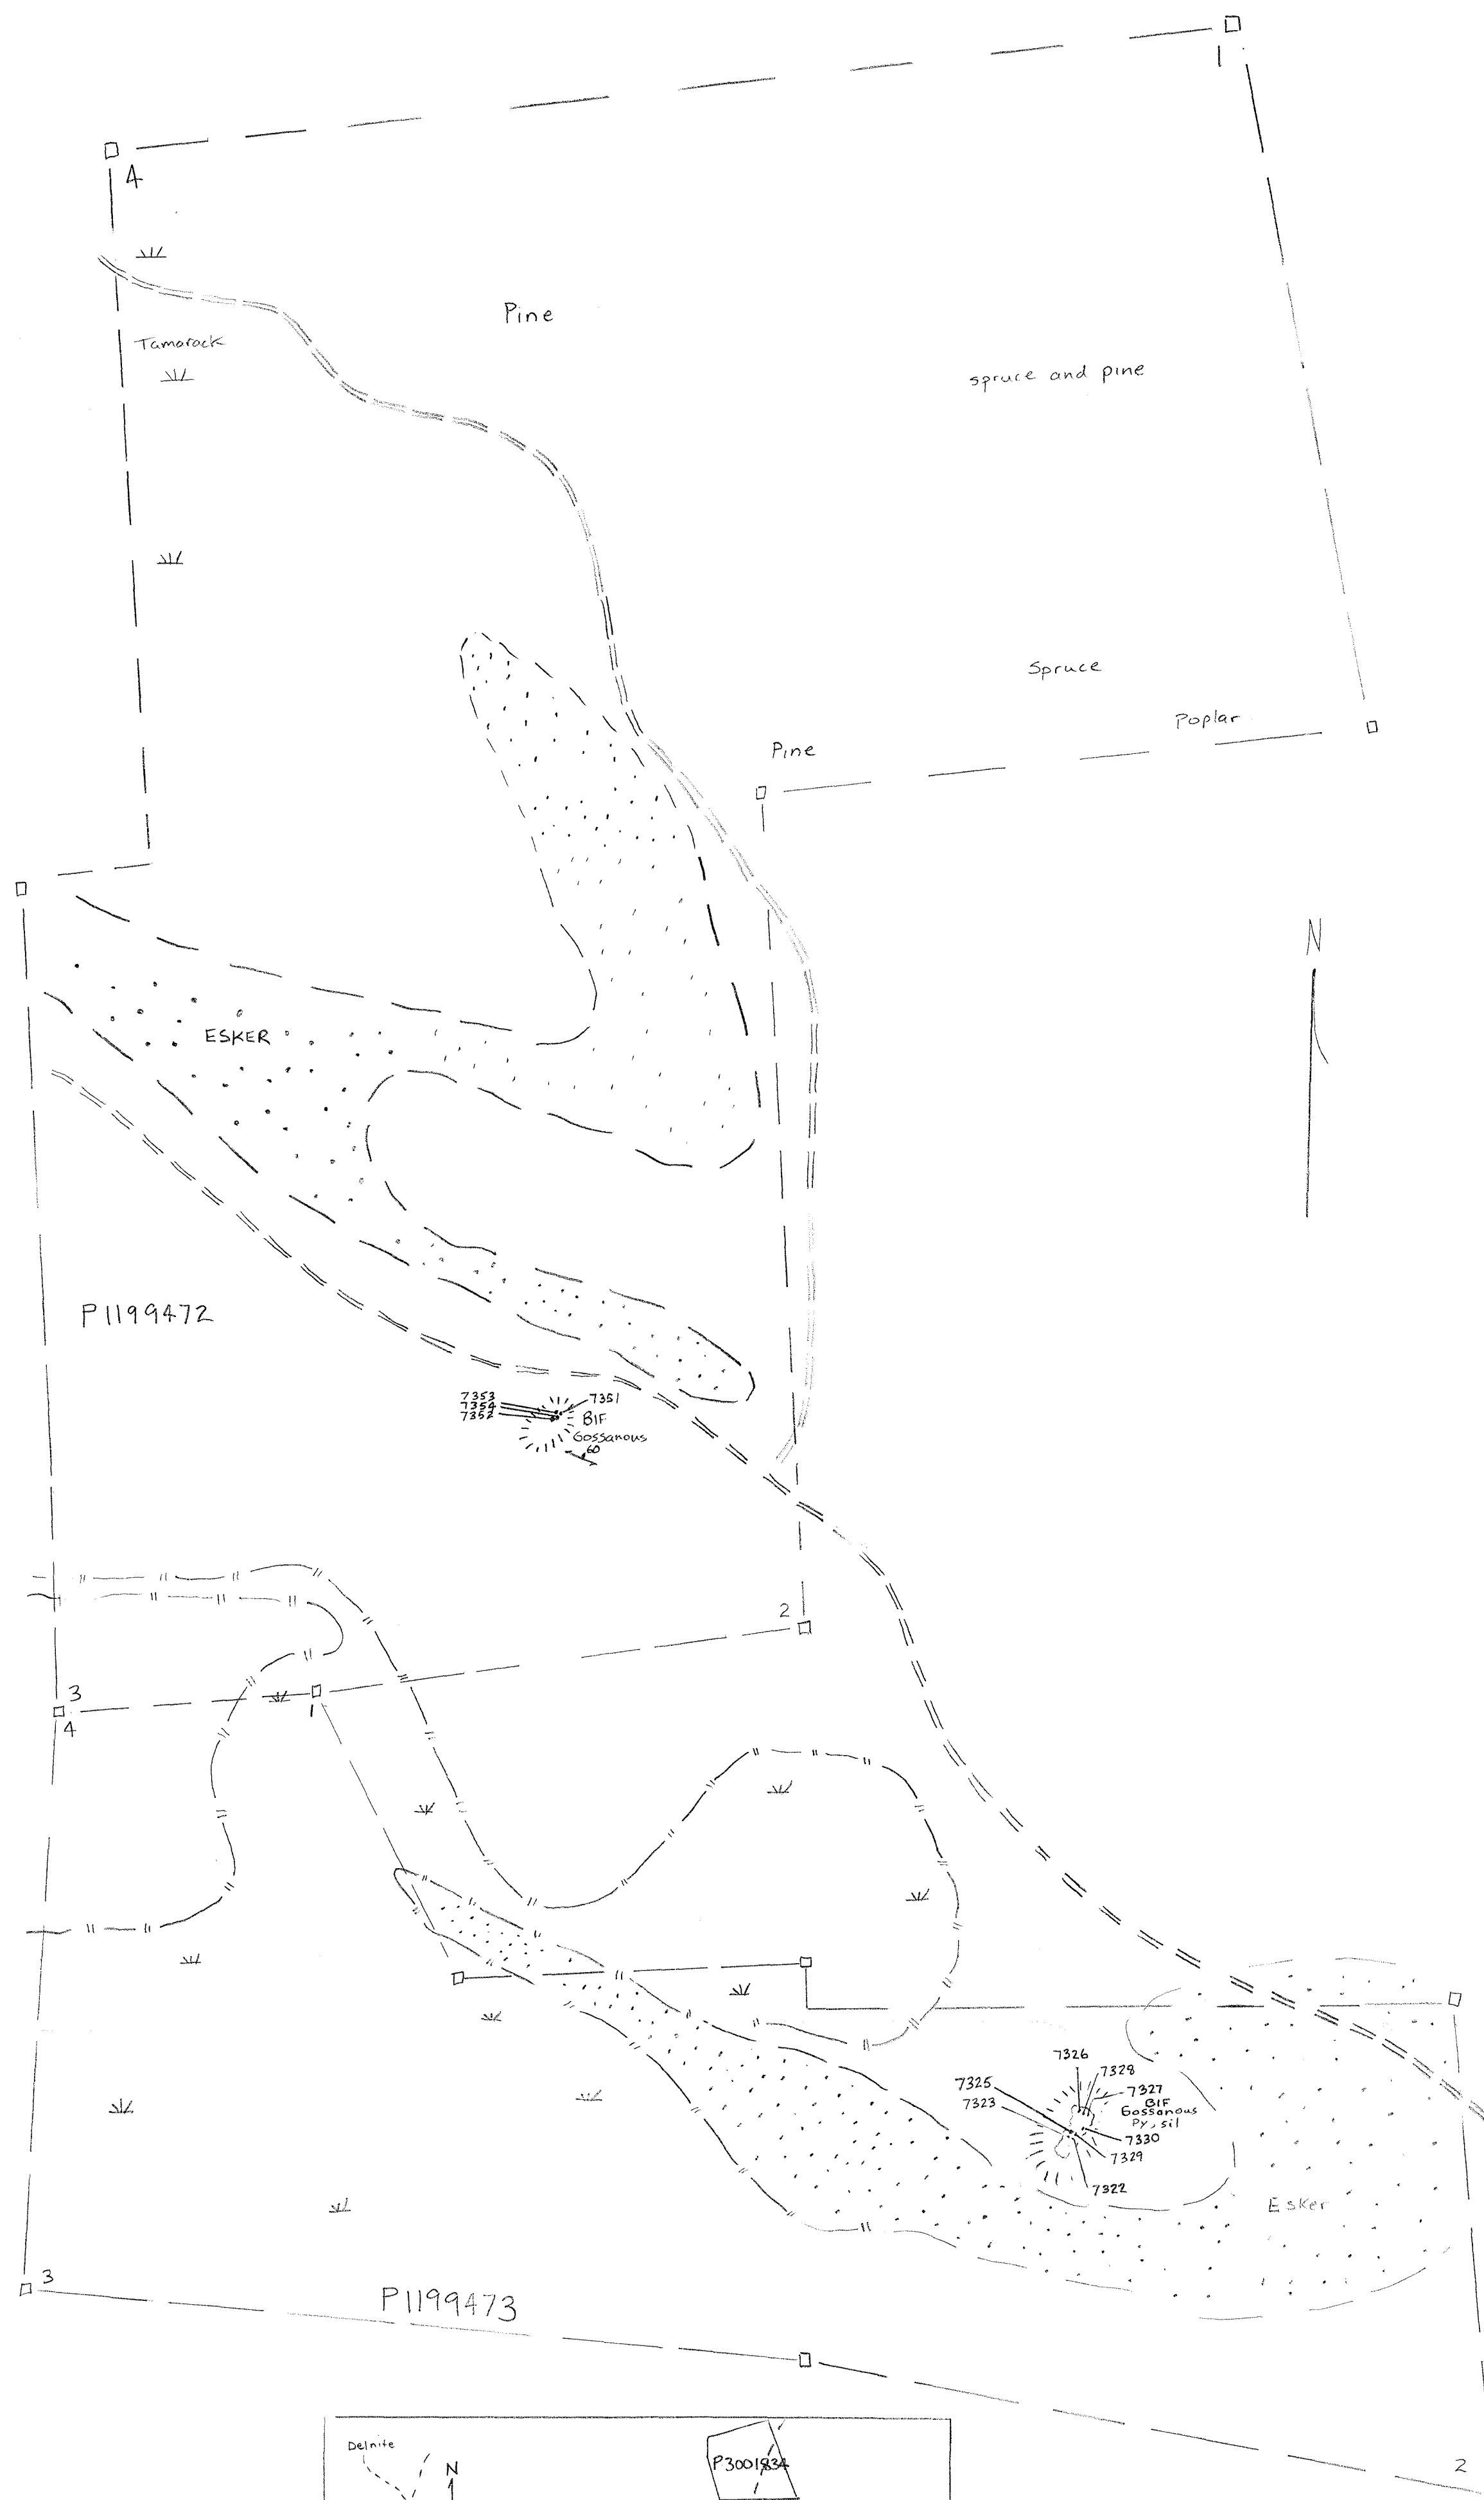 1
4
Pine
Tamarack
spruce and pine
Spruce
Poplar
Pine
N
ESKER
P1199472
7353
7354
7352
7351
BIF
Gossanous
60
2
3
4
1
7326
7328
7325
7327
7323
BIF
Gossanous
Py, sil
7330
7329
7322
Esker
3
P1199473
2
Delnite
N
P3001834